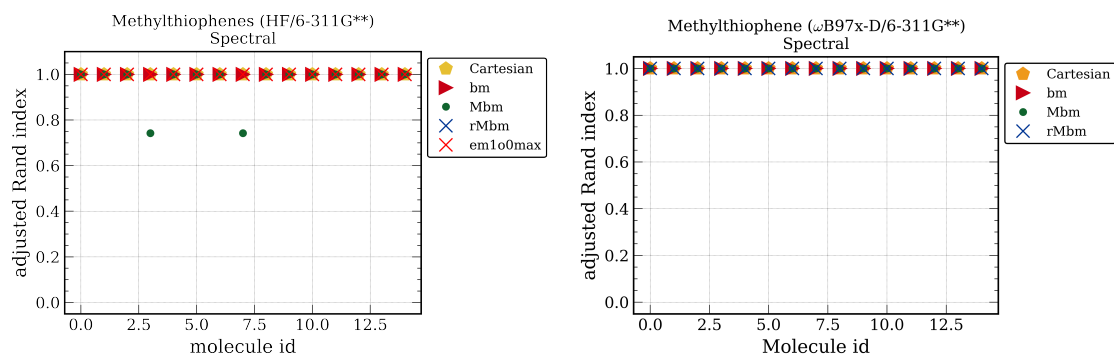 Methylthiophenes (HF/6-311G**)
Spectral
adjusted Rand index
1.0
0.8
0.6
0.4
0.2
0.0
0.0 2.5 5.0 7.5 10.0 12.5
molecule id
Cartesian
bm
Mbm
rMbm
em1o0max
Methylthiophene (ωB97x-D/6-311G**)
Spectral
adjusted Rand index
1.0
0.8
0.6
0.4
0.2
0.0
0.0 2.5 5.0 7.5 10.0 12.5
Molecule id
Cartesian
bm
Mbm
rMbm